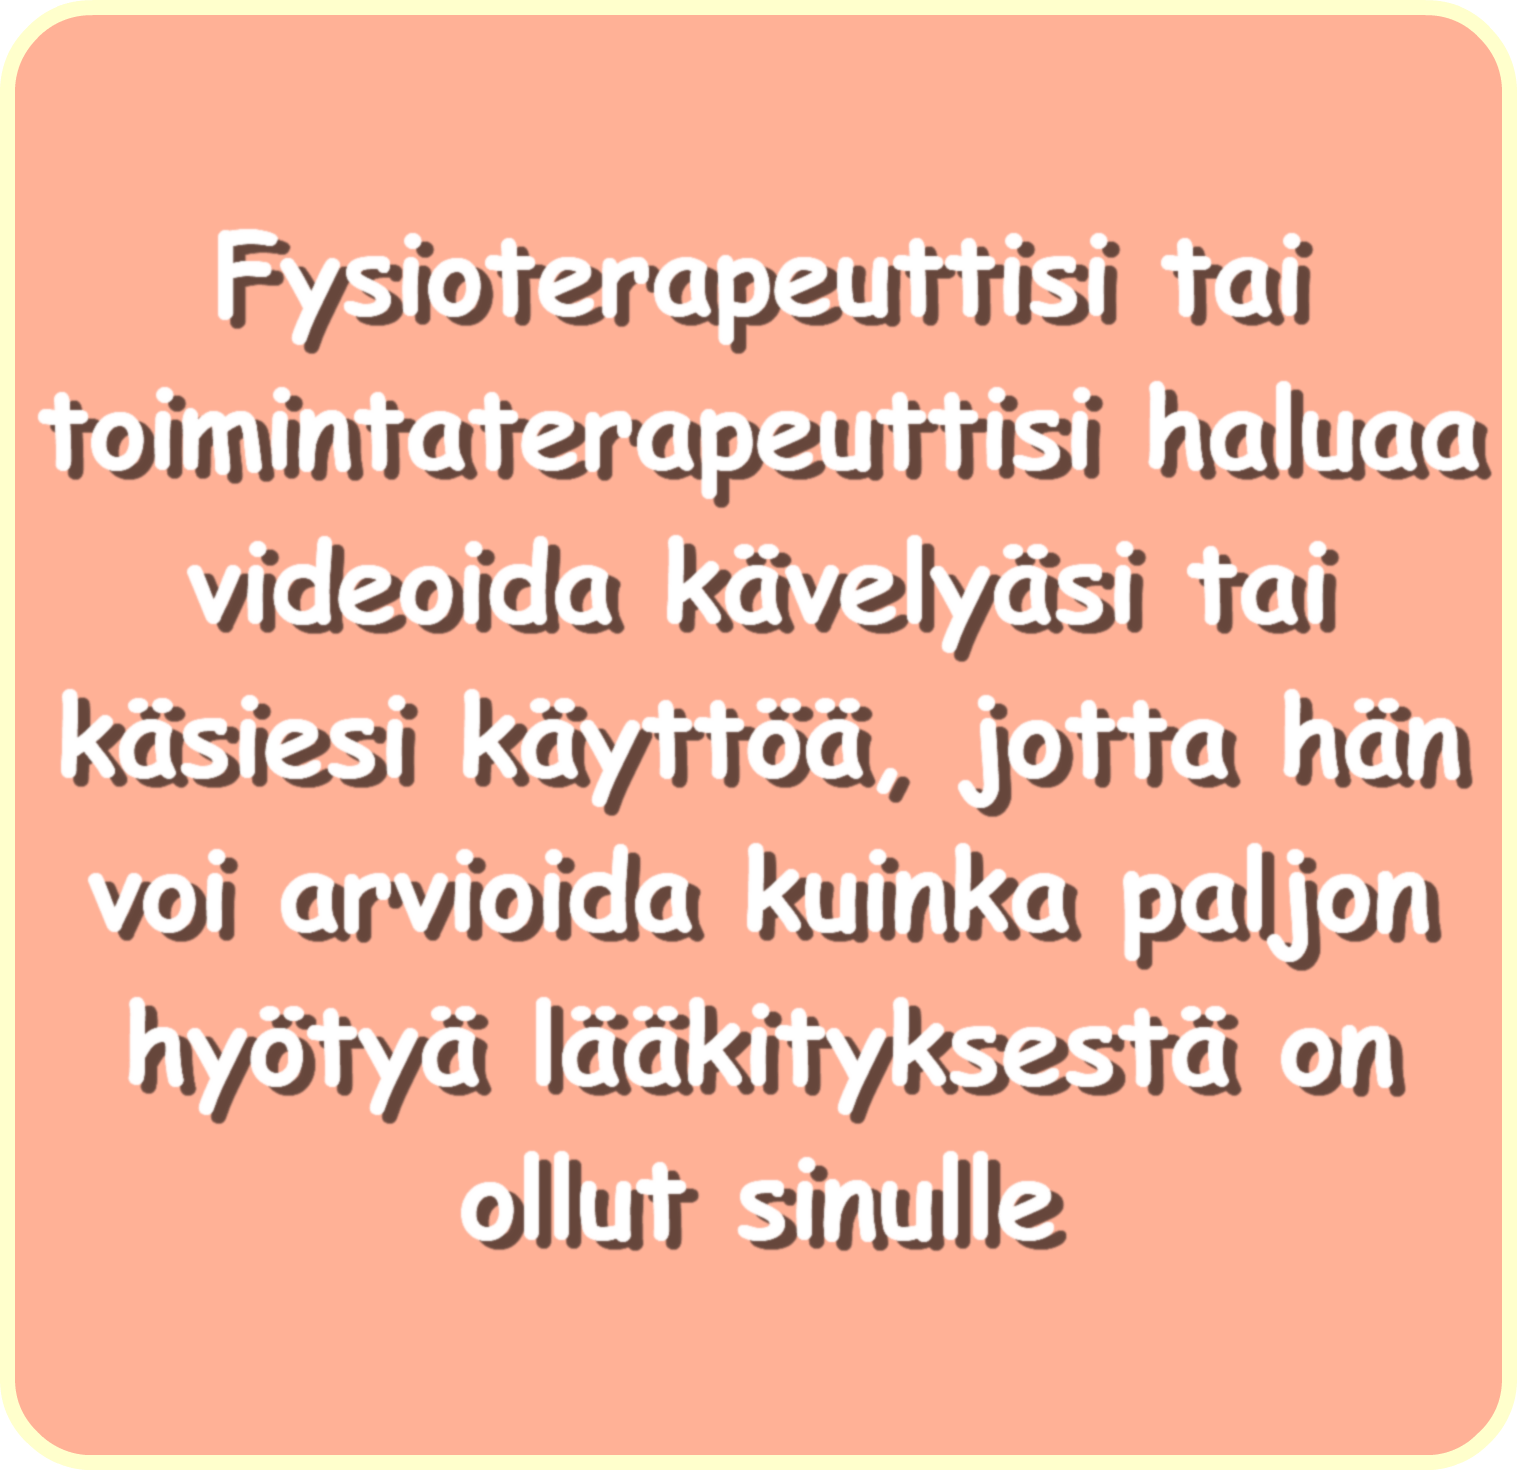 Fysioterapeuttisi tai
toimintaterapeuttisi haluaa
videoida kävelyäsi tai
käsiesi käyttöä, jotta hän
voi arvioida kuinka paljon
hyötyä lääkityksestä on
ollut sinulle